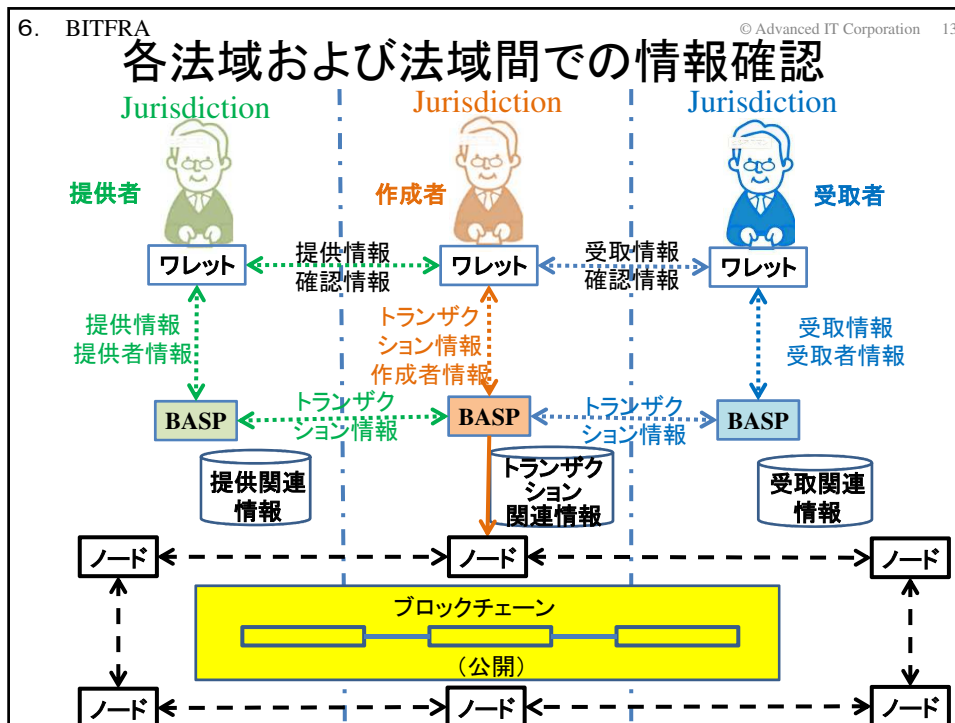 6. BITFRA
© Advanced IT Corporation 13
各法域および法域間での情報確認
Jurisdiction
Jurisdiction
Jurisdiction
提供者
作成者
受取者
ワレット
提供情報
確認情報
ワレット
受取情報
確認情報
ワレット
提供情報
提供者情報
トランザク
ション情報
作成者情報
受取情報
受取者情報
BASP
トランザク
ション情報
BASP
トランザク
ション情報
BASP
提供関連
情報
トランザク
ション
関連情報
受取関連
情報
ノード
ノード
ノード
ブロックチェーン
（公開）
ノード
ノード
ノード